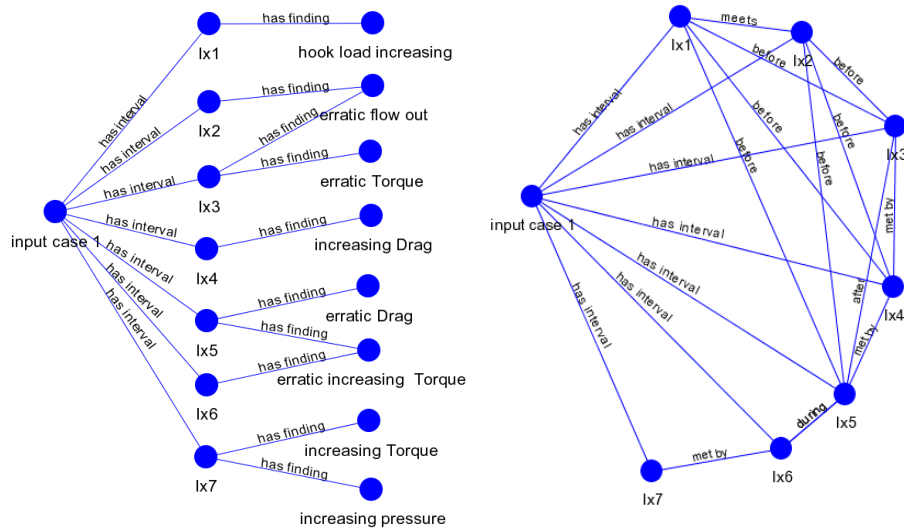 has finding
Ix1
hook load increasing
has interval
has finding
Ix2
erratic flow out
has interval
has finding
has finding
Ix3
erratic Torque
has interval
input case 1
has interval
has finding
Ix4
increasing Drag
has interval
has finding
Ix5
erratic Drag
has finding
has interval
has finding
Ix6
erratic increasing  Torque
has interval
has finding
Ix7
increasing Torque
has finding
increasing pressure
Ix1
meets
Ix2
before
before
has interval
has interval
before
before
before
before
Ix3
has interval
input case 1
met by
has interval
after
Ix4
has interval
met by
has interval
has interval
during
Ix5
met by
Ix6
Ix7